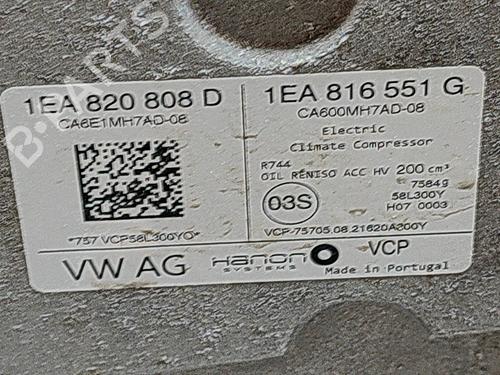 1EA 820 808 D
CA6E1MH7AD-08
*757 VCP58L300YO*
VW AG
1EA 816 551 G
CA600MH7AD-08
Electric
Climate Compressor
R744
OIL RENISO ACC HV 200 cm³
03S
7584g
58L300Y
H07 0003
VCP-75705.08.21620A200Y
Hanon SYSTEMS
VCP
Made in Portugal
B-PARTS